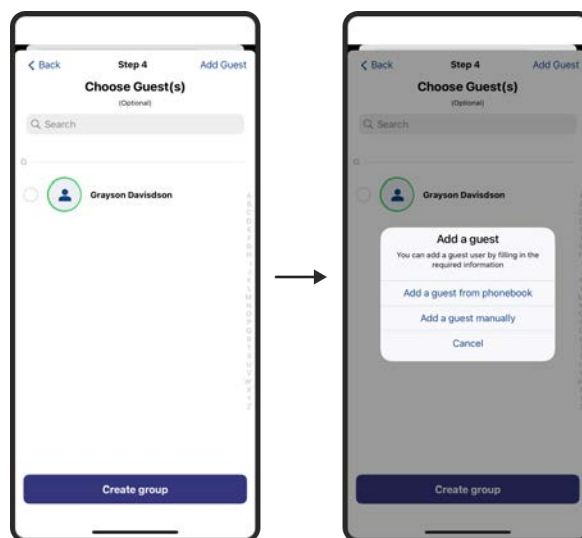 Back Step 4 Add Guest
Choose Guest(s)
(Optional)
Search
G
Grayson Davisdson
A
B
C
D
E
F
G
H
I
J
K
L
M
N
O
P
Q
R
S
T
U
V
W
X
Y
Z
Create group
Back Step 4 Add Guest
Choose Guest(s)
(Optional)
Search
G
Grayson Davisdson
Add a guest
You can add a guest user by filling in the
required information
Add a guest from phonebook
Add a guest manually
Cancel
Create group